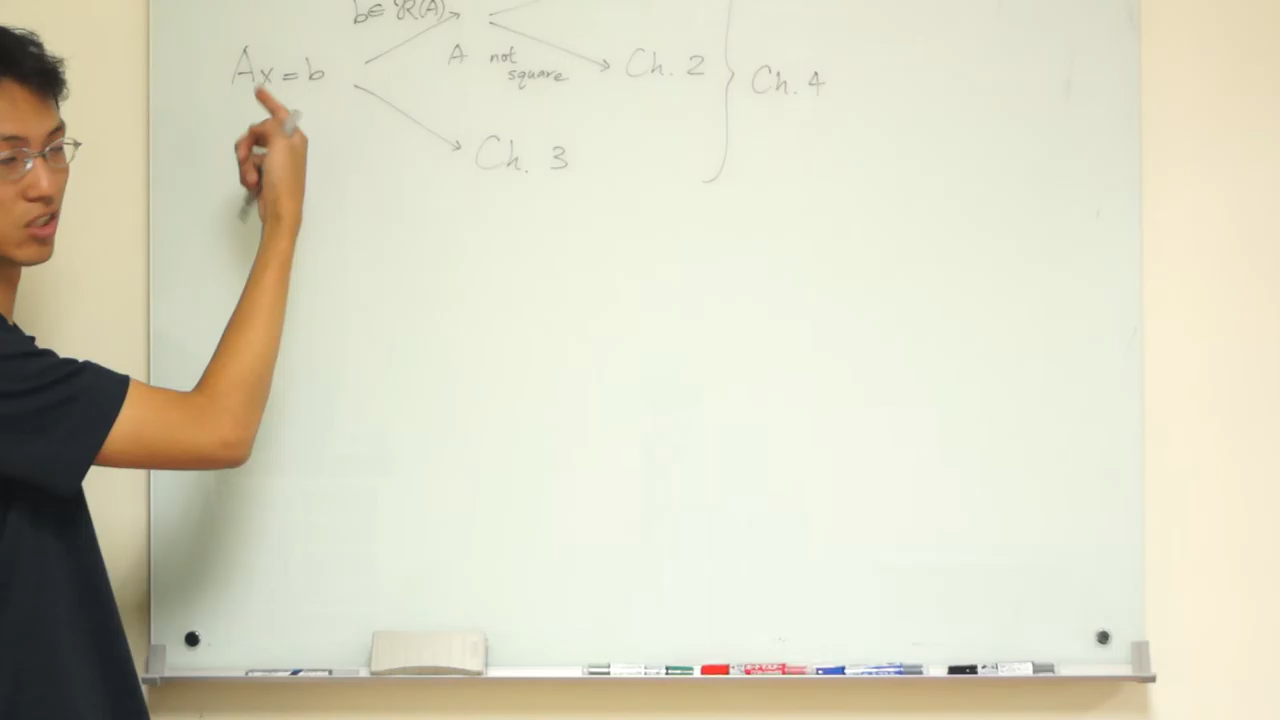 b∈ R(A)
Ax=b
A not square
Ch. 2
Ch. 4
Ch. 3